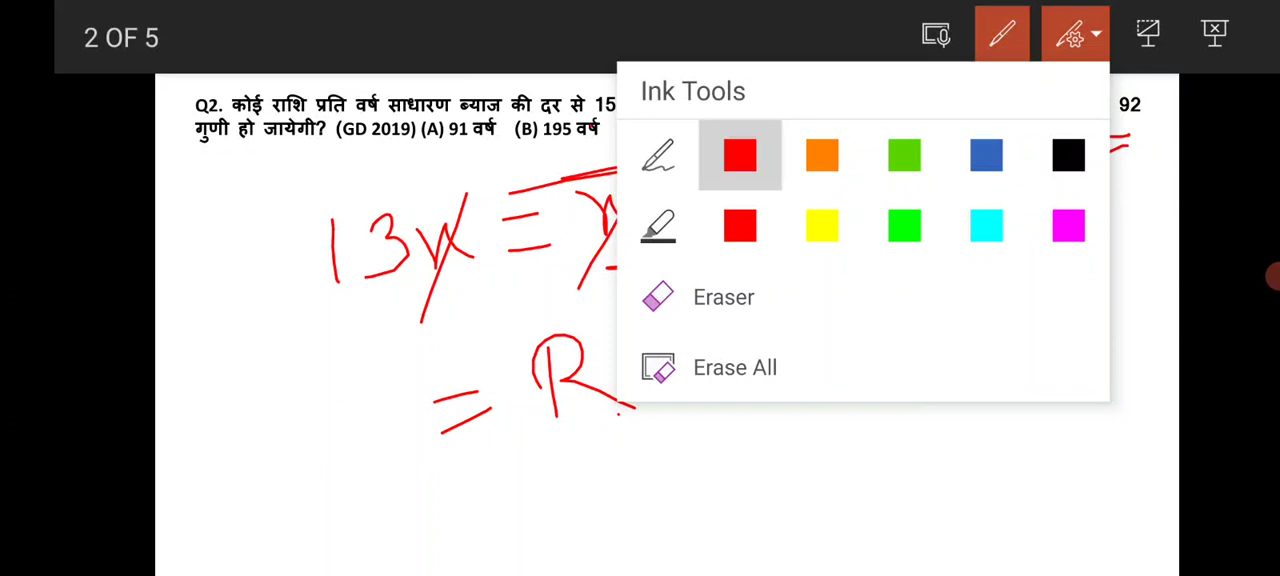 2 OF 5
Ink Tools
Q2. कोई राशि प्रति वर्ष साधारण ब्याज की दर से 15 92
गुणी हो जायेगी? (GD 2019) (A) 91 वर्ष (B) 195 वर्ष
13x =
Eraser
= R
Erase All